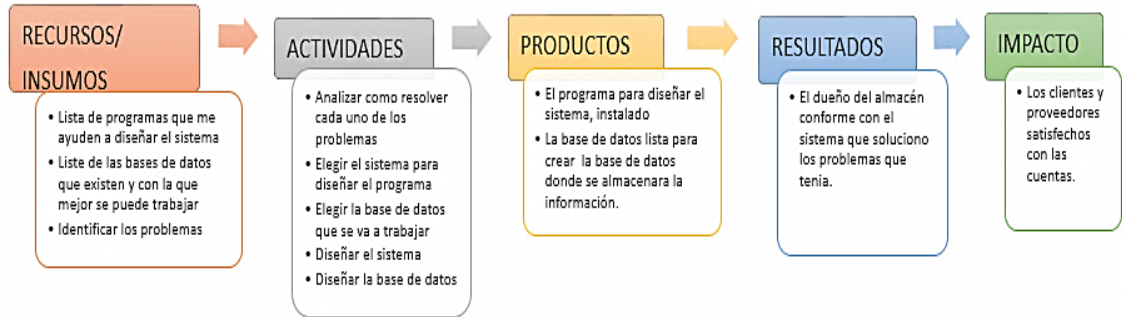 RECURSOS/
INSUMOS
• Lista de programas que me
ayuden a diseñar el sistema
• Liste de las bases de datos
que existen y con la que
mejor se puede trabajar
• Identificar los problemas
ACTIVIDADES
• Analizar como resolver
cada uno de los
problemas
• Elegir el sistema para
diseñar el programa
• Elegir la base de datos
que se va a trabajar
• Diseñar el sistema
• Diseñar la base de datos
PRODUCTOS
• El programa para diseñar el
sistema, instalado
• La base de datos lista para
crear la base de datos
donde se almacenara la
información.
RESULTADOS
• El dueño del almacén
conforme con el
sistema que soluciono
los problemas que
tenia.
IMPACTO
• Los clientes y
proveedores
satisfechos
con las
cuentas.